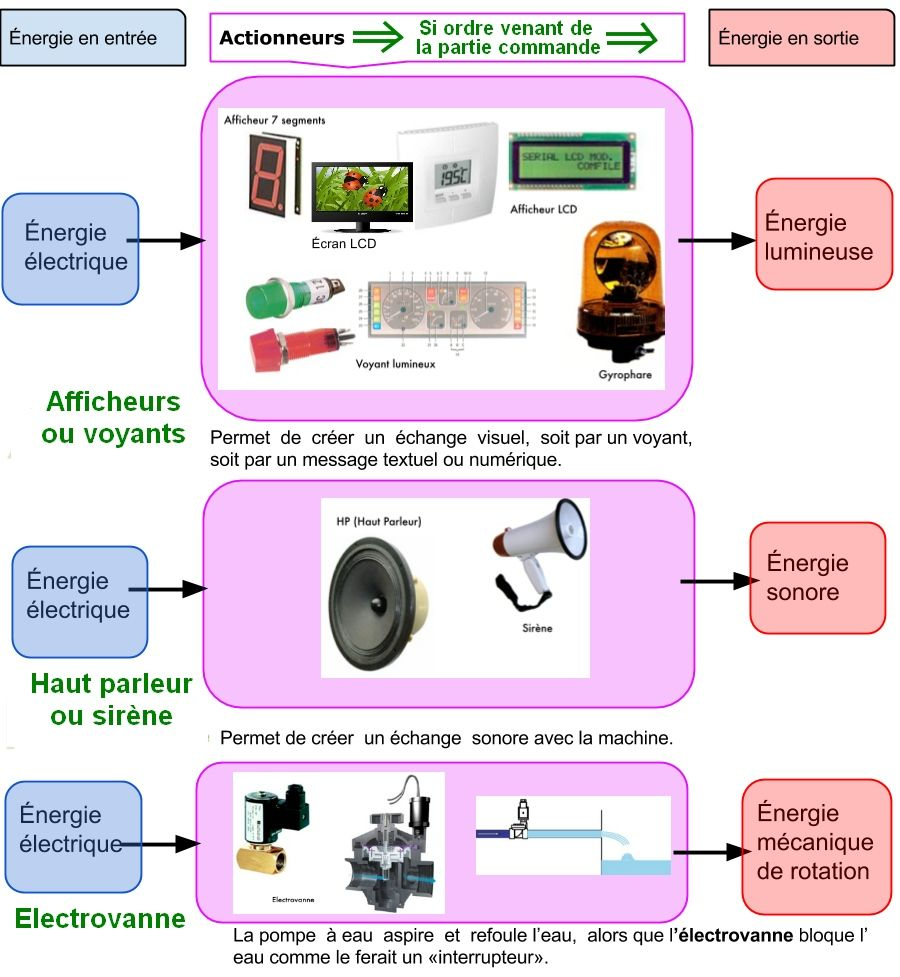 Énergie en entrée
Actionneurs
Si ordre venant de
la partie commande
Énergie en sortie
Afficheur 7 segments
SERIAL LCD MOD.
COMFILE
Afficheur LCD
Écran LCD
Énergie
électrique
Énergie
lumineuse
Voyant lumineux
Gyrophare
Afficheurs
ou voyants
Permet de créer un échange visuel, soit par un voyant,
soit par un message textuel ou numérique.
HP (Haut Parleur)
Sirène
Énergie
électrique
Énergie
sonore
Haut parleur
ou sirène
Permet de créer un échange sonore avec la machine.
Énergie
électrique
Electrovanne
Énergie
mécanique
de rotation
Electrovanne
La pompe à eau aspire et refoule l'eau, alors que l'électrovanne bloque l'
eau comme le ferait un «interrupteur».